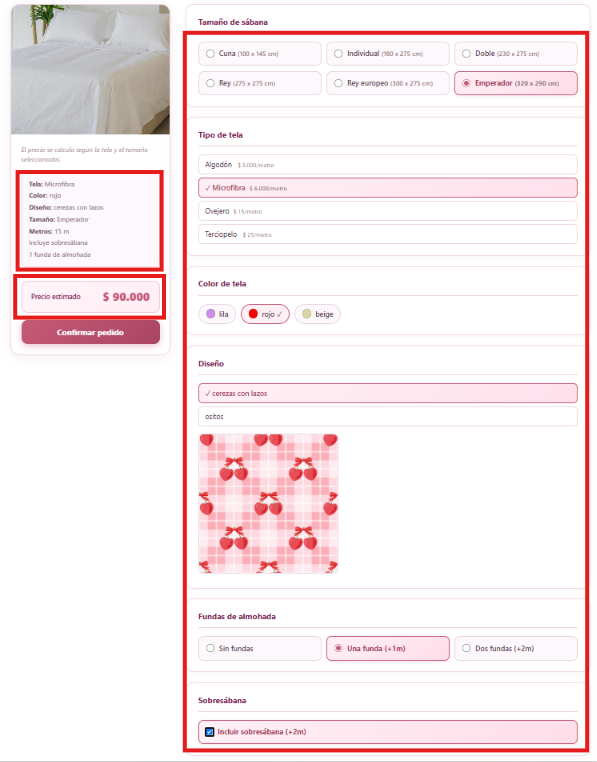 El precio se calcula según la tela y el tamaño
seleccionados.
Tela: Microfibra
Color: rojo
Diseño: cerezas con lazos
Tamaño: Emperador
Metros: 15 m
Incluye sobresábana
1 funda de almohada
Precio estimado $ 90.000
Confirmar pedido
Tamaño de sábana
Cuna (100 x 145 cm) Individual (180 x 275 cm) Doble (230 x 275 cm)
Rey (275 x 275 cm) Rey europeo (300 x 275 cm) Emperador (320 x 290 cm)
Tipo de tela
Algodón $ 5.000/metro
✓ Microfibra $ 6.000/metro
Ovejero $ 15/metro
Terciopelo $ 25/metro
Color de tela
lila rojo ✓ beige
Diseño
✓ cerezas con lazos
ositos
Fundas de almohada
Sin fundas Una funda (+1m) Dos fundas (+2m)
Sobresábana
Incluir sobresábana (+2m)